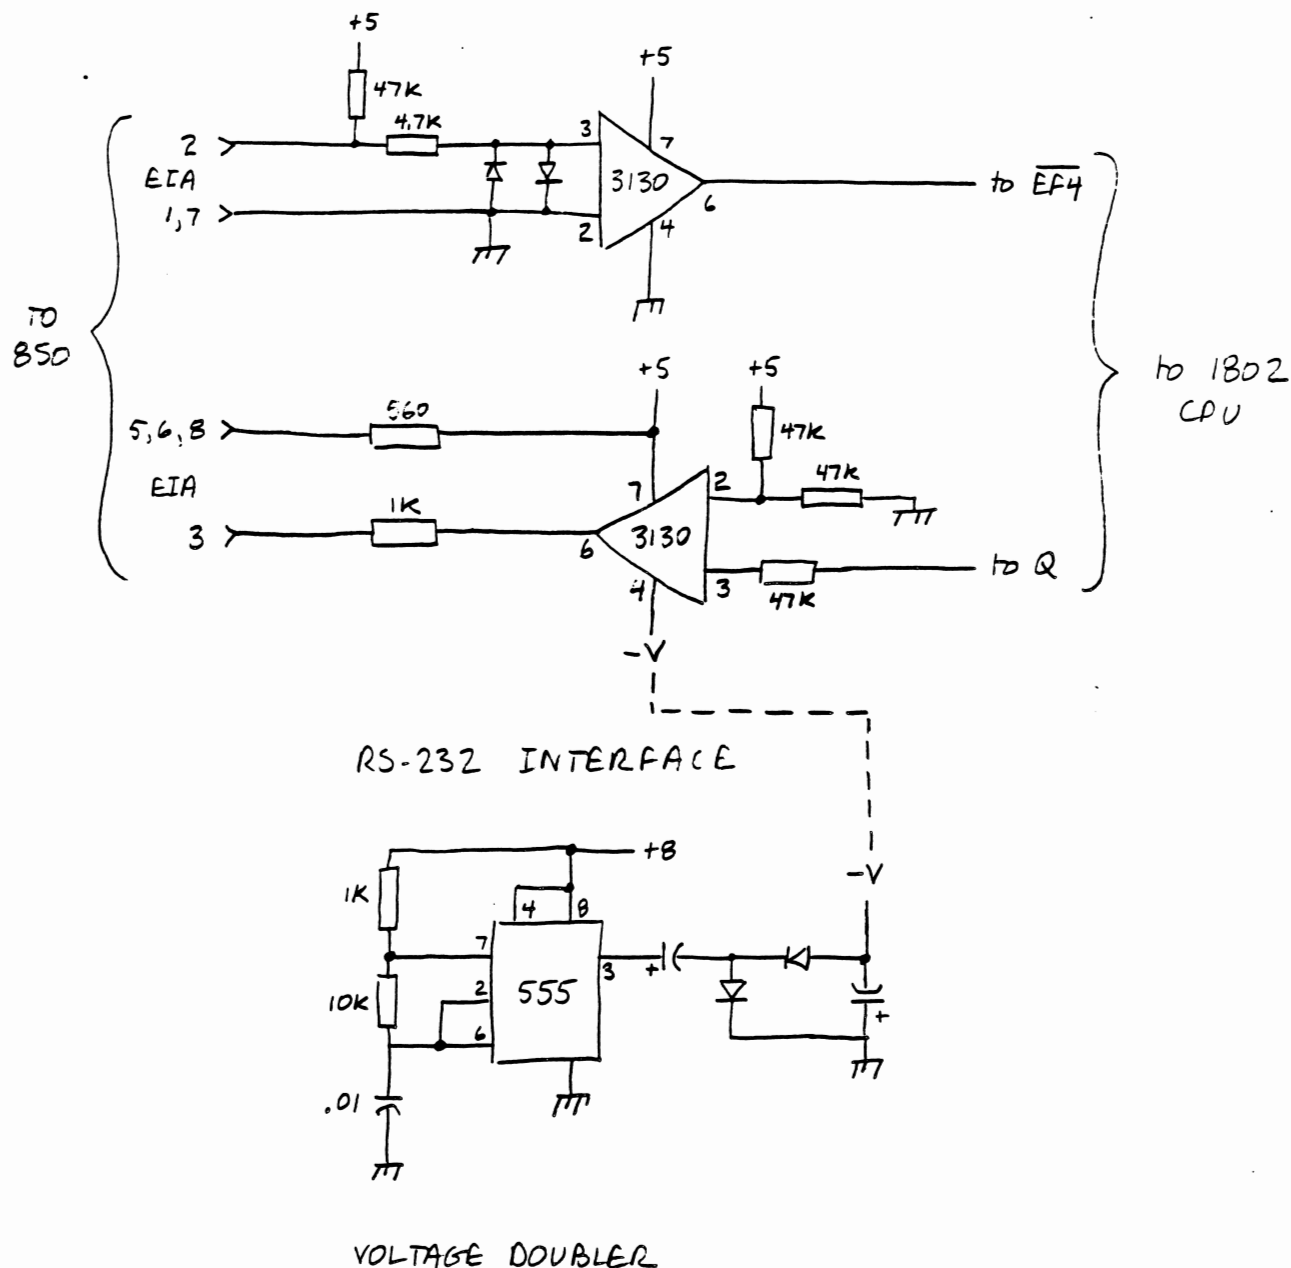 +5
47K
4.7K
+5
2
EIA
1,7
3
2
7
3130
4
6
to EF4
TO
850
+5
+5
560
47K
5,6,8
EIA
3
1K
7
2
3130
6
4
3
47K
47K
to Q
to 1802
CPU
-V
RS-232 INTERFACE
+8
-V
1K
4
8
7
10K
2
555
3
+
+
6
.01
VOLTAGE DOUBLER